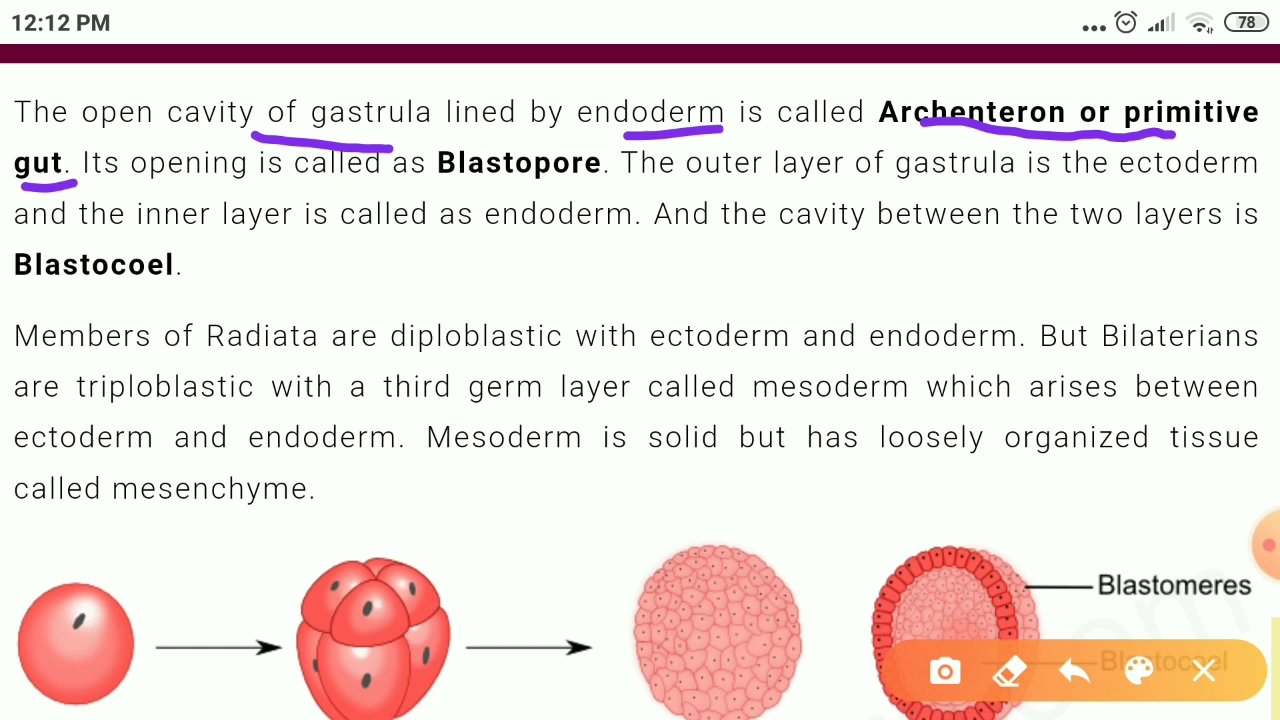 12:12 PM
78
The open cavity of gastrula lined by endoderm is called Archenteron or primitive
gut. Its opening is called as Blastopore. The outer layer of gastrula is the ectoderm
and the inner layer is called as endoderm. And the cavity between the two layers is
Blastocoel.
Members of Radiata are diploblastic with ectoderm and endoderm. But Bilaterians
are triploblastic with a third germ layer called mesoderm which arises between
ectoderm and endoderm. Mesoderm is solid but has loosely organized tissue
called mesenchyme.
Blastomeres
Blastocoel